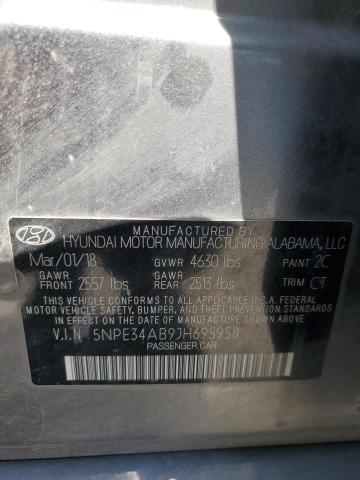 MANUFACTURED BY
HYUNDAI MOTOR MANUFACTURING ALABAMA, LLC
Mar/01/18 GVWR 4630 lbs PAINT 2C
GAWR FRONT 2557 lbs GAWR REAR 2513 lbs TRIM CT
THIS VEHICLE CONFORMS TO ALL APPLICABLE U.S. FEDERAL
MOTOR VEHICLE SAFETY, BUMPER, AND THEFT PREVENTION
STANDARDS IN EFFECT ON THE DATE OF MANUFACTURE SHOWN ABOVE.
V.I.N 5NPE34AB9JH695958
PASSENGER CAR